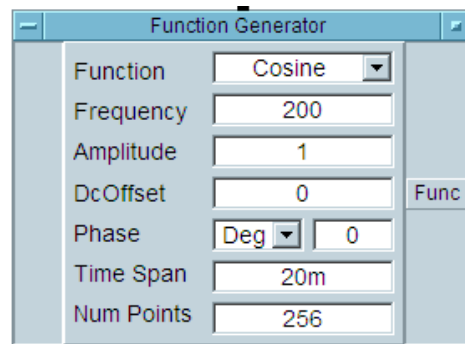 Function Generator
Function Cosine
Frequency 200
Amplitude 1
DcOffset 0 Func
Phase Deg 0
Time Span 20m
Num Points 256